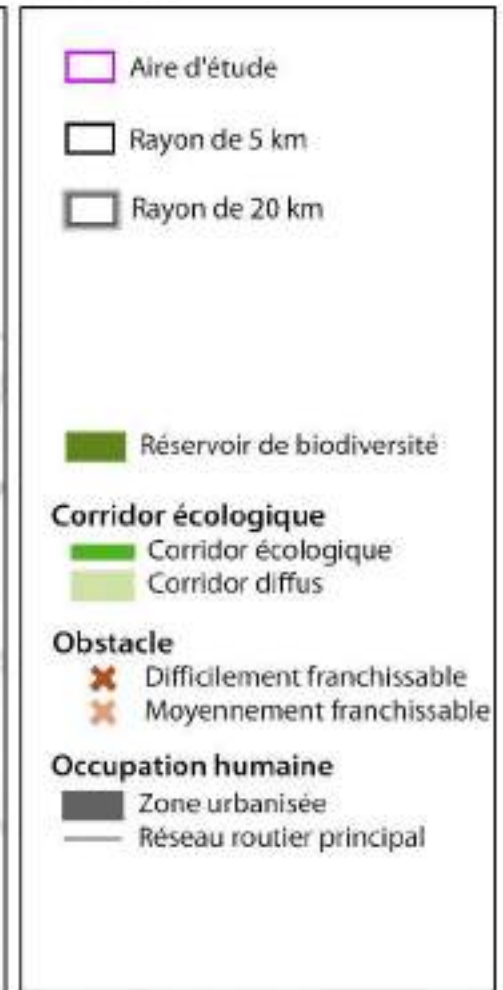 Aire d'étude
Rayon de 5 km
Rayon de 20 km
Réservoir de biodiversité
Corridor écologique
Corridor écologique
Corridor diffus
Obstacle
Difficilement franchissable
Moyennement franchissable
Occupation humaine
Zone urbanisée
Réseau routier principal